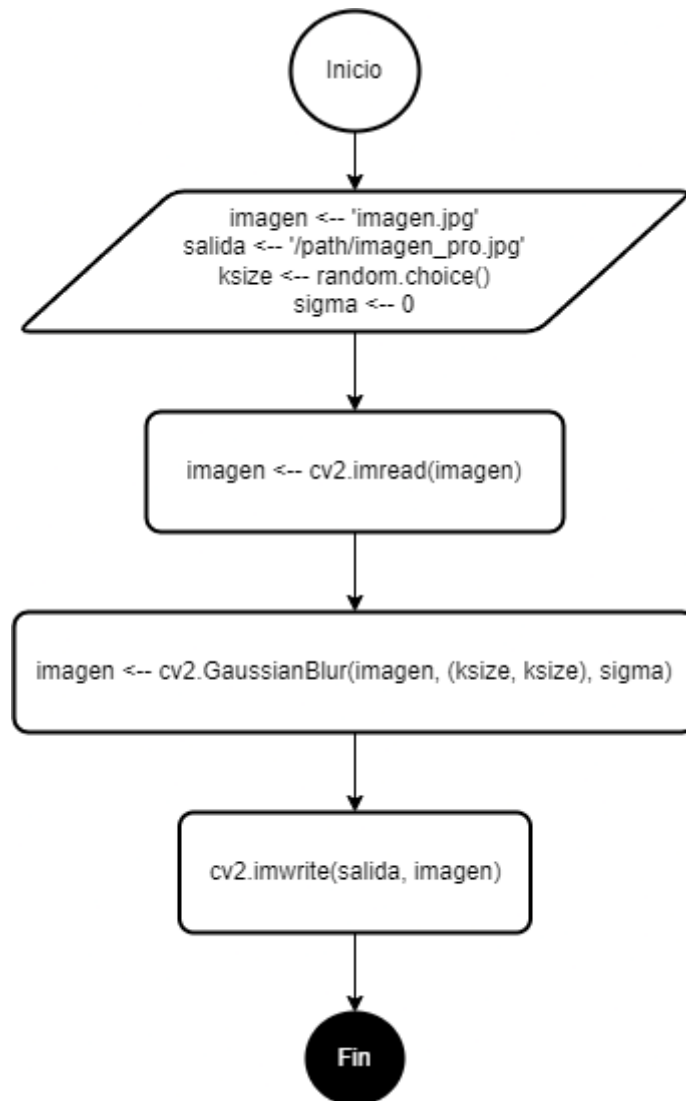 Inicio
imagen <-- 'imagen.jpg'
salida <-- '/path/imagen_pro.jpg'
ksize <-- random.choice()
sigma <-- 0
imagen <-- cv2.imread(imagen)
imagen <-- cv2.GaussianBlur(imagen, (ksize, ksize), sigma)
cv2.imwrite(salida, imagen)
Fin